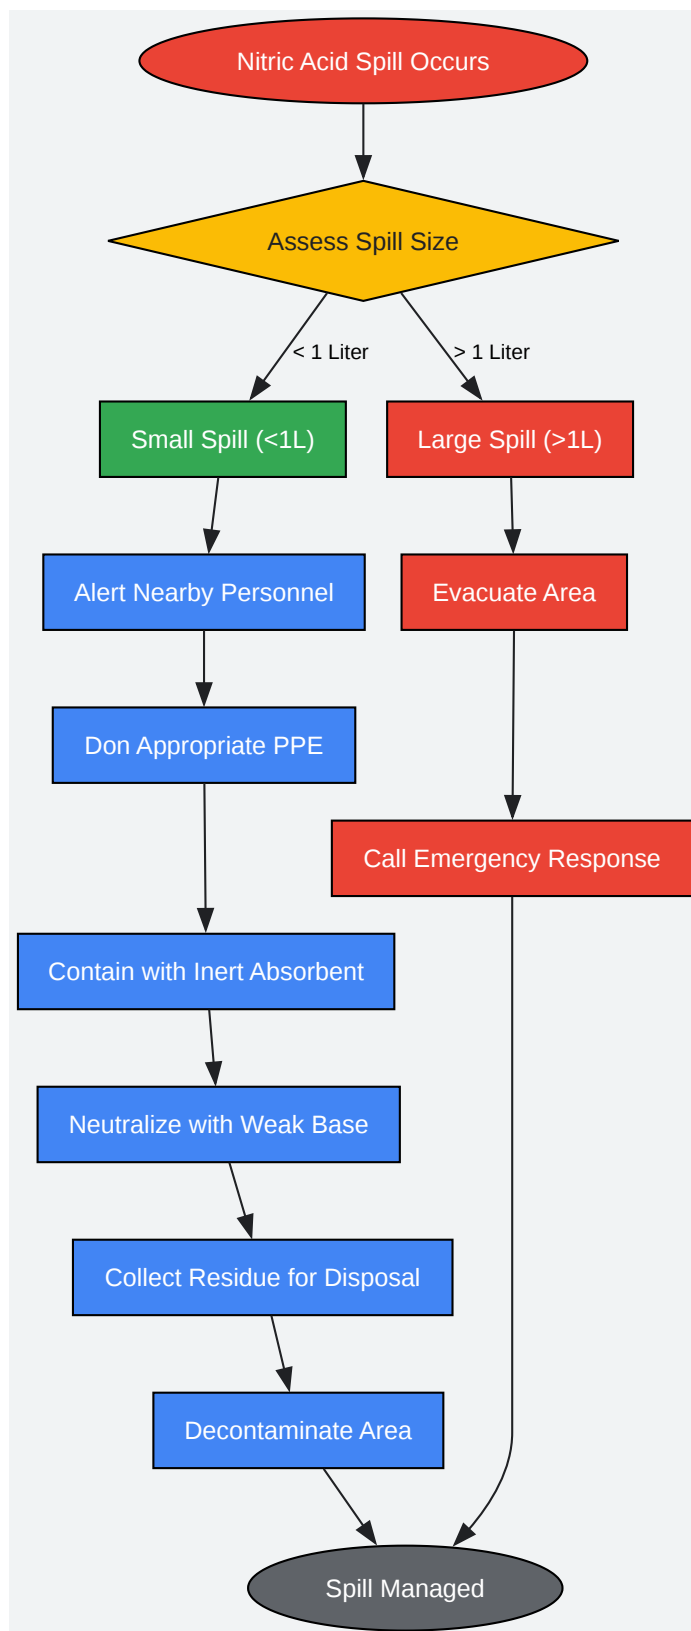 Nitric Acid Spill Occurs
Assess Spill Size
< 1 Liter
> 1 Liter
Small Spill (<1L)
Large Spill (>1L)
Alert Nearby Personnel
Evacuate Area
Don Appropriate PPE
Call Emergency Response
Contain with Inert Absorbent
Neutralize with Weak Base
Collect Residue for Disposal
Decontaminate Area
Spill Managed